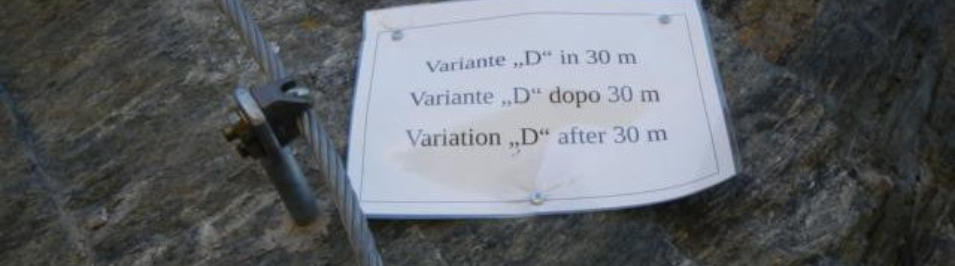 Variante „D“ in 30 m
Variante „D“ dopo 30 m
Variation „D“ after 30 m